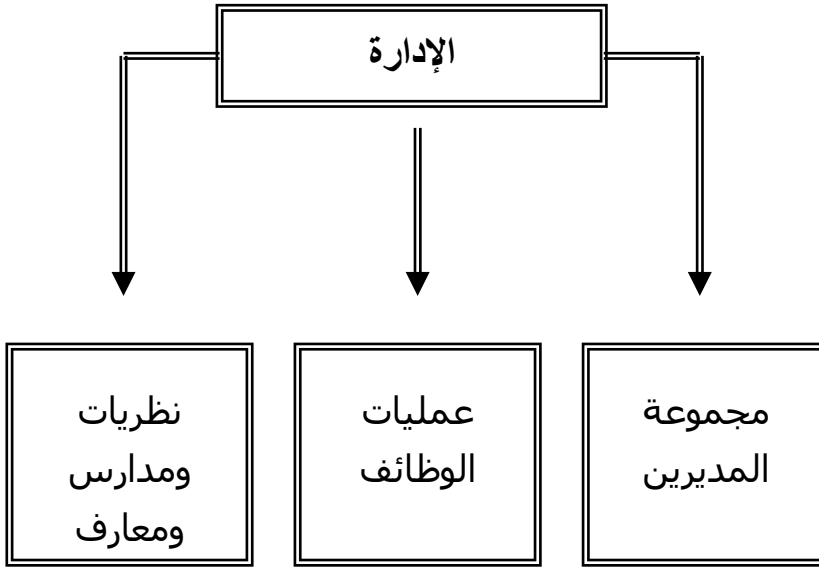 الإدارة
مجموعة
المديرين
عمليات
الوظائف
نظريات
ومدارس
ومعارف